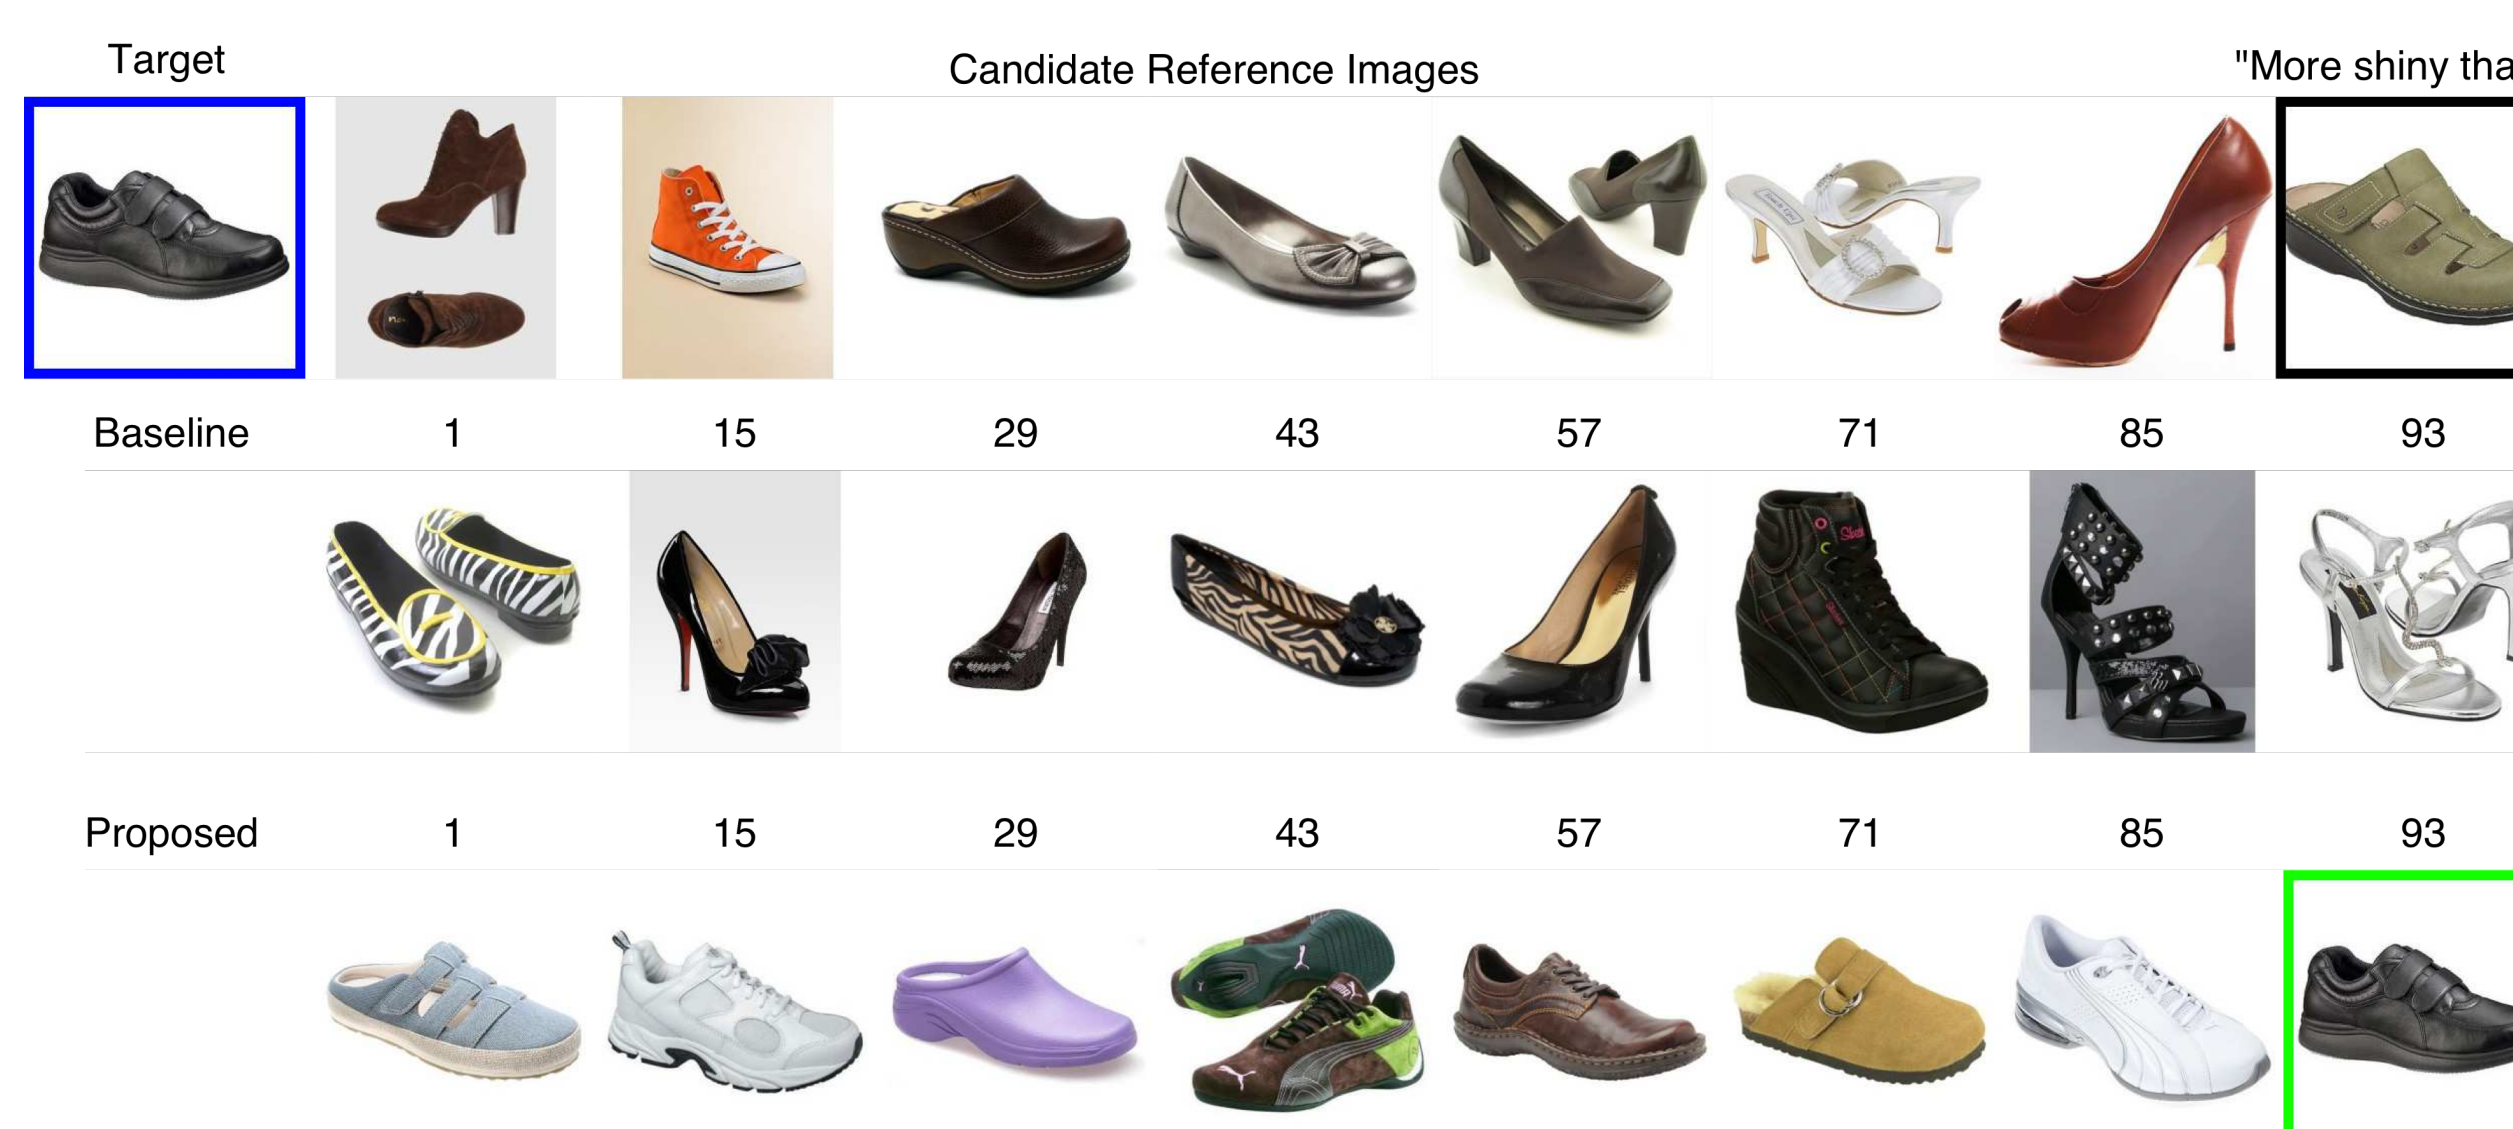 Target
Candidate Reference Images
"More shiny tha
Baseline 1 15 29 43 57 71 85 93
Proposed 1 15 29 43 57 71 85 93